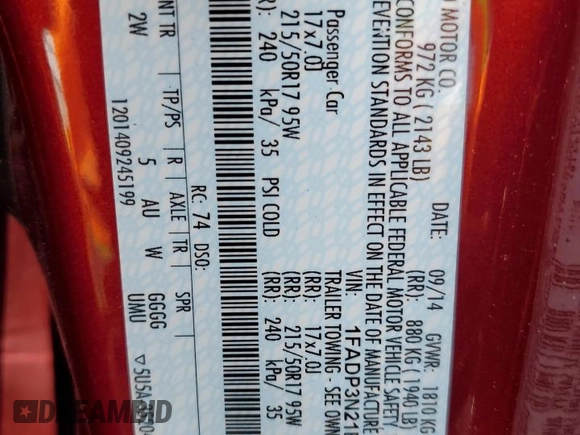 D MOTOR CO.
DATE: 09/14 GVWR: 1810 KG
972 KG ( 2143 LB) (RR): 880 KG ( 1940 LB)
CONFORMS TO ALL APPLICABLE FEDERAL MOTOR VEHICLE SAFETY
EVENTION STANDARDS IN EFFECT ON THE DATE OF MANUFACTURE
VIN: 1FADP3N21
Passenger Car TRAILER TOWING - SEE OWN
17x7.0J (RR): 17x7.0J
215/50R17 95W (RR): 215/50R17 95W
R): 240 kPa/ 35 PSI COLD (RR): 240 kPa/ 35
RC: 74 DSO:
NT TR TP/PS R AXLE TR SPR
2W 5 AU W GGGG
1201409245199 UMU
▽5U5A
iDEALCARS